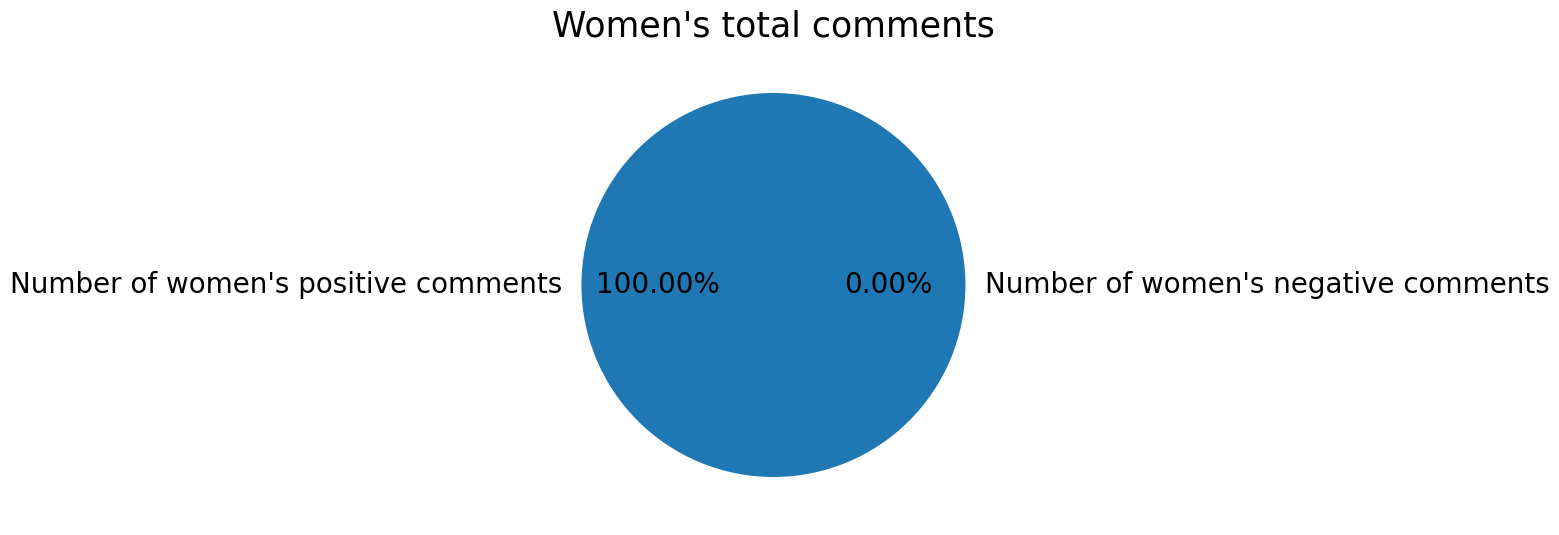 Women's total comments
Number of women's positive comments 100.00% 0.00% Number of women's negative comments